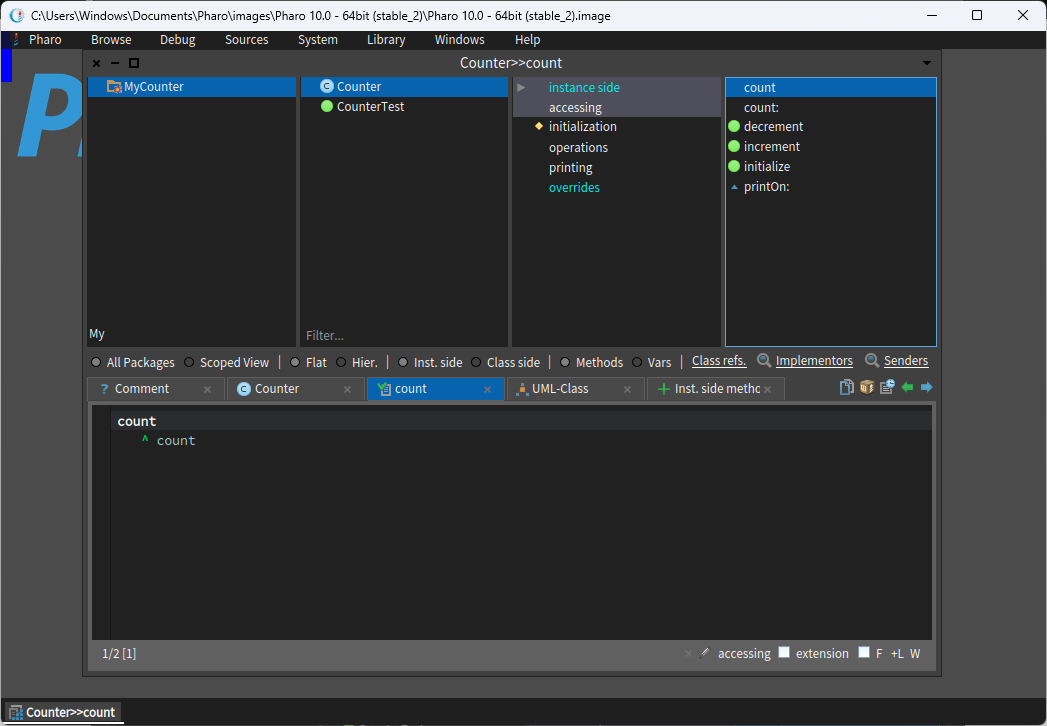 C:\Users\Windows\Documents\Pharo\images\Pharo 10.0 - 64bit (stable_2)\Pharo 10.0 - 64bit (stable_2).image
Pharo Browse Debug Sources System Library Windows Help
Counter>>count
MyCounter
My
Counter
CounterTest
Filter...
instance side
accessing
initialization
operations
printing
overrides
count
count:
decrement
increment
initialize
printOn:
All Packages Scoped View | Flat Hier. | Inst. side Class side | Methods Vars | Class refs. Implementors Senders
? Comment × Counter × count × UML-Class × Inst. side methc ×
count
^ count
1/2 [1] accessing extension F +L W
Counter>>count